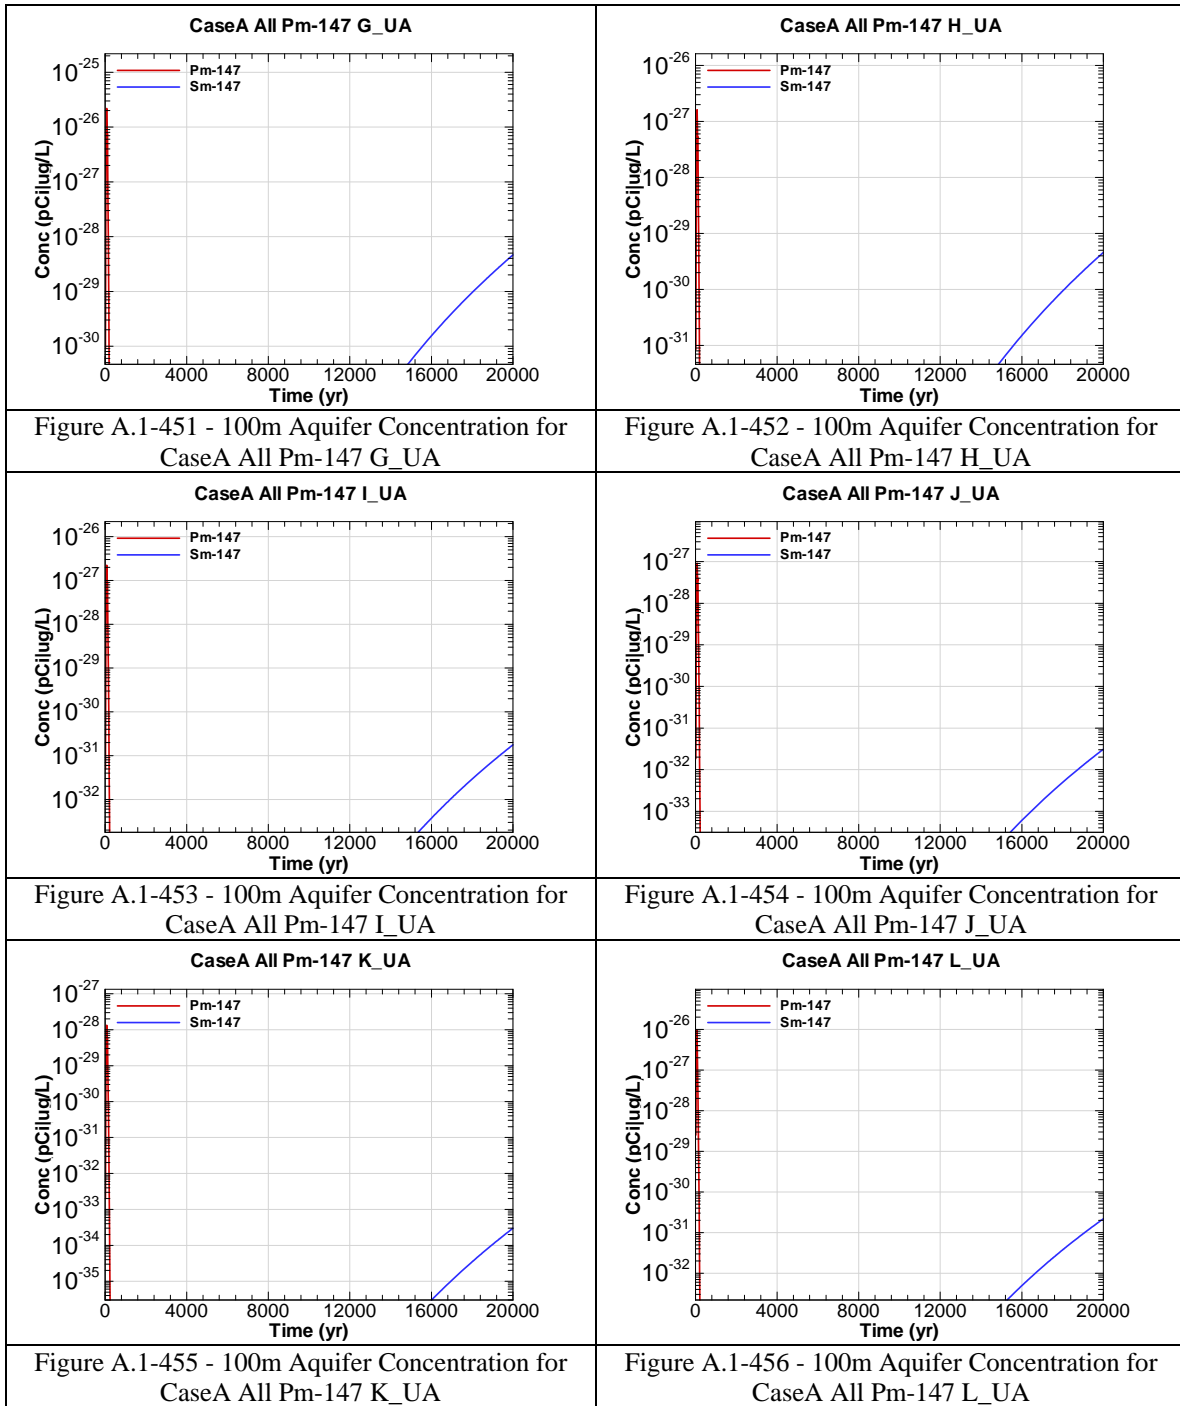 CaseA All Pm-147 G_UA
Pm-147
Sm-147
Conc (pCi|ug/L)
10-25
10-26
10-27
10-28
10-29
10-30
0 4000 8000 12000 16000 20000
Time (yr)
Figure A.1-451 - 100m Aquifer Concentration for
CaseA All Pm-147 G_UA
CaseA All Pm-147 H_UA
Pm-147
Sm-147
Conc (pCi|ug/L)
10-26
10-27
10-28
10-29
10-30
10-31
0 4000 8000 12000 16000 20000
Time (yr)
Figure A.1-452 - 100m Aquifer Concentration for
CaseA All Pm-147 H_UA
CaseA All Pm-147 I_UA
Pm-147
Sm-147
Conc (pCi|ug/L)
10-26
10-27
10-28
10-29
10-30
10-31
10-32
0 4000 8000 12000 16000 20000
Time (yr)
Figure A.1-453 - 100m Aquifer Concentration for
CaseA All Pm-147 I_UA
CaseA All Pm-147 J_UA
Pm-147
Sm-147
Conc (pCi|ug/L)
10-27
10-28
10-29
10-30
10-31
10-32
10-33
0 4000 8000 12000 16000 20000
Time (yr)
Figure A.1-454 - 100m Aquifer Concentration for
CaseA All Pm-147 J_UA
CaseA All Pm-147 K_UA
Pm-147
Sm-147
Conc (pCi|ug/L)
10-27
10-28
10-29
10-30
10-31
10-32
10-33
10-34
10-35
0 4000 8000 12000 16000 20000
Time (yr)
Figure A.1-455 - 100m Aquifer Concentration for
CaseA All Pm-147 K_UA
CaseA All Pm-147 L_UA
Pm-147
Sm-147
Conc (pCi|ug/L)
10-26
10-27
10-28
10-29
10-30
10-31
10-32
0 4000 8000 12000 16000 20000
Time (yr)
Figure A.1-456 - 100m Aquifer Concentration for
CaseA All Pm-147 L_UA